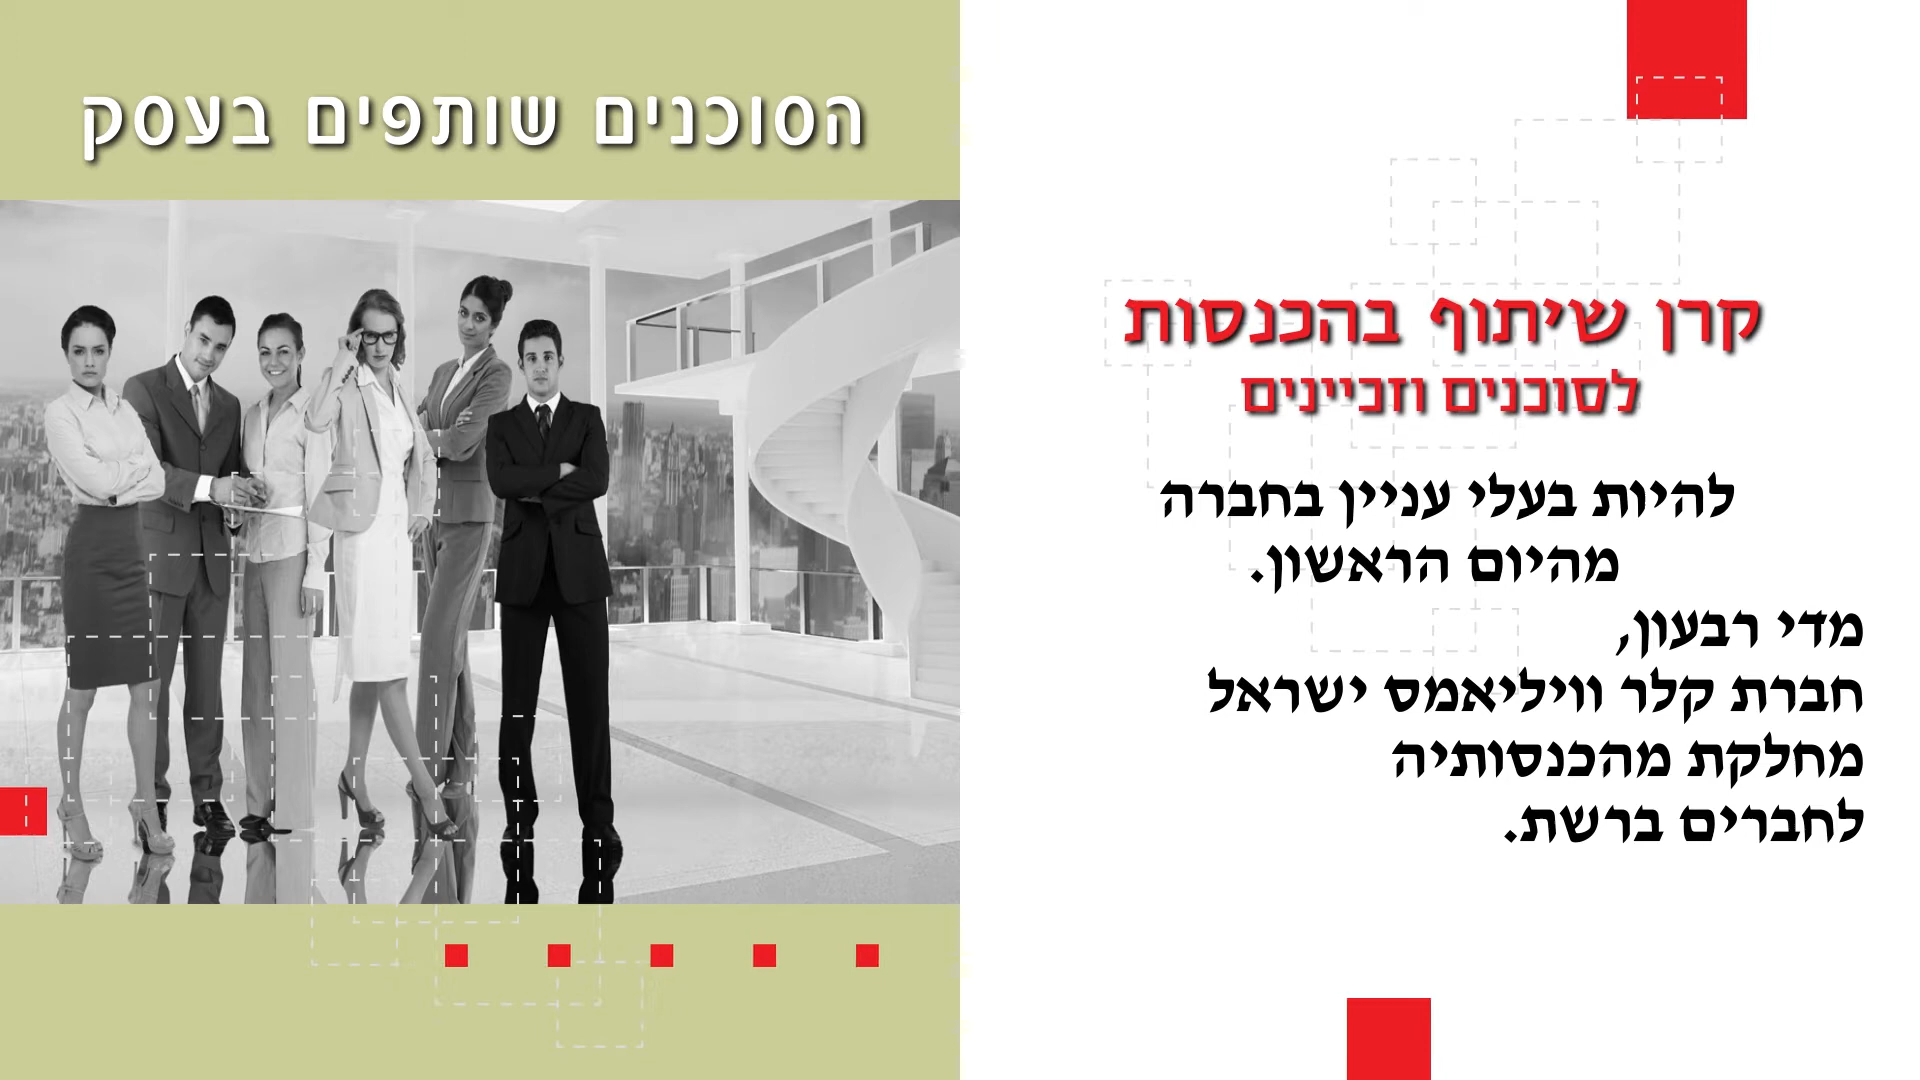 הסוכנים שותפים בעסק
קרן שיתוף בהכנסות
לסוכנים וזכיינים
להיות בעלי עניין בחברה
מהיום הראשון.
מדי רבעון,
חברת קלר וויליאמס ישראל
מחלקת מהכנסותיה
לחברים ברשת.